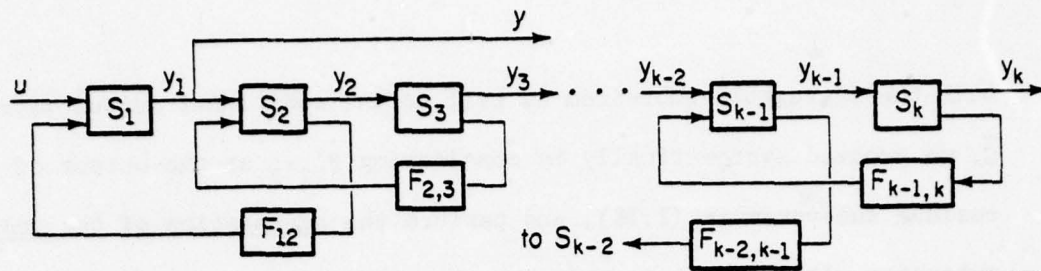 y
u y₁ y₂ y₃ yₖ₋₂ yₖ₋₁ yₖ
S₁ S₂ S₃ · · · Sₖ₋₁ Sₖ
F₂,₃ Fₖ₋₁,ₖ
F₁₂ to Sₖ₋₂ Fₖ₋₂,ₖ₋₁